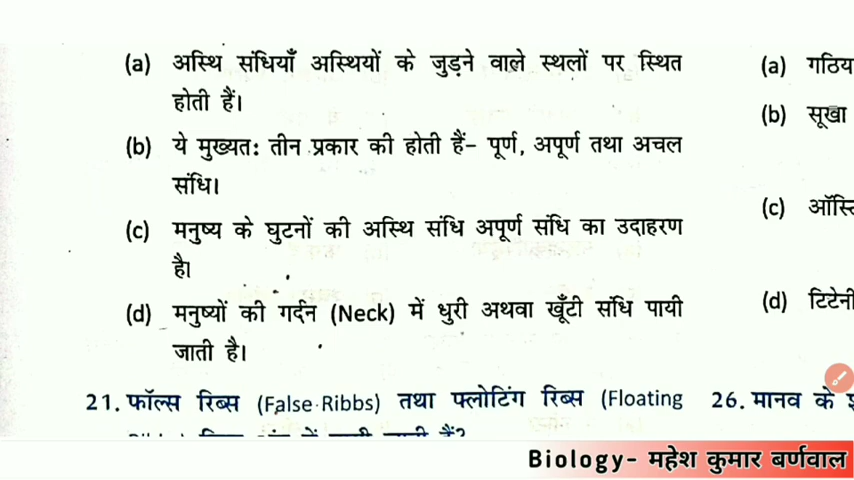 (a) अस्थि संधियाँ अस्थियों के जुड़ने वाले स्थलों पर स्थित
होती हैं।
(b) ये मुख्यतः तीन प्रकार की होती हैं- पूर्ण, अपूर्ण तथा अचल
संधि।
(c) मनुष्य के घुटनों की अस्थि संधि अपूर्ण संधि का उदाहरण
है।
(d) मनुष्यों की गर्दन (Neck) में धुरी अथवा खूँटी संधि पायी
जाती है।
21. फॉल्स रिब्स (False Ribbs) तथा फ्लोटिंग रिब्स (Floating
(a) गठिय
(b) सूखा
(c) ऑस्टि
(d) टिटेनी
26. मानव के
Biology- महेश कुमार बर्णवाल